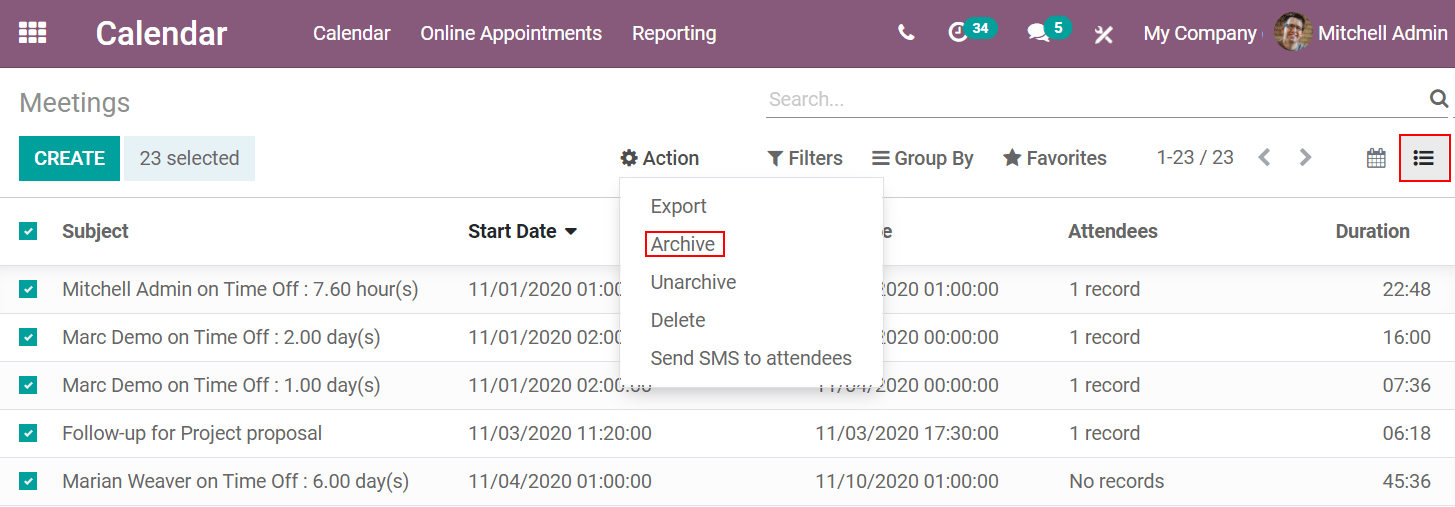 Calendar Calendar Online Appointments Reporting 34 5 My Company Mitchell Admin
Meetings Search...
CREATE 23 selected Action Filters Group By Favorites 1-23 / 23
Export
Archive
Unarchive
Delete
Send SMS to attendees
Subject Start Date e Attendees Duration
Mitchell Admin on Time Off : 7.60 hour(s) 11/01/2020 01:00 2020 01:00:00 1 record 22:48
Marc Demo on Time Off : 2.00 day(s) 11/01/2020 02:00 2020 00:00:00 1 record 16:00
Marc Demo on Time Off : 1.00 day(s) 11/01/2020 02:00:00 11/04/2020 00:00:00 1 record 07:36
Follow-up for Project proposal 11/03/2020 11:20:00 11/03/2020 17:30:00 1 record 06:18
Marian Weaver on Time Off : 6.00 day(s) 11/04/2020 01:00:00 11/10/2020 01:00:00 No records 45:36